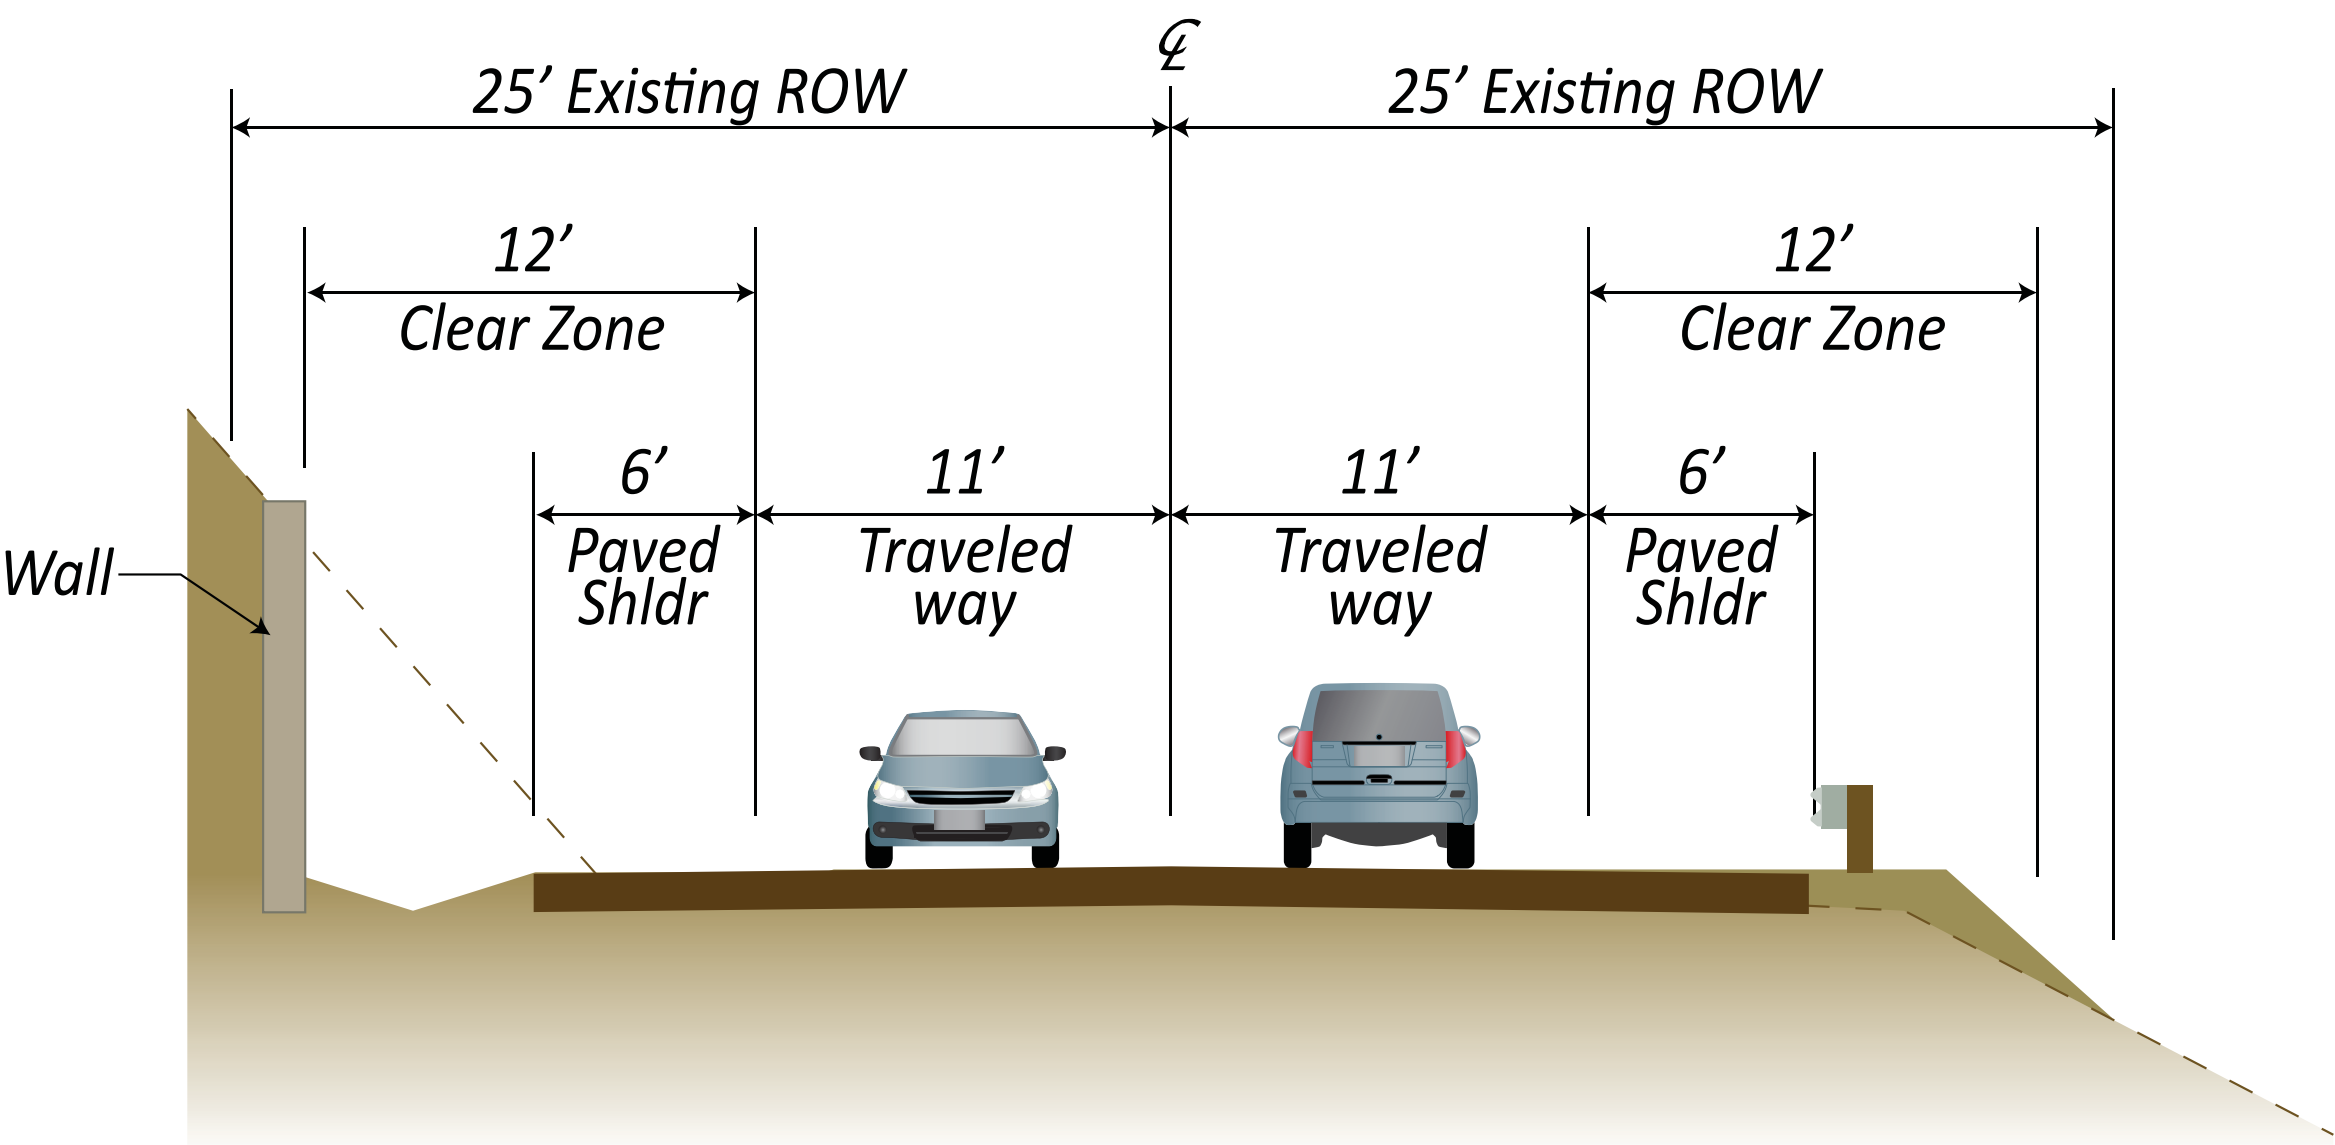 ℄
25’ Existing ROW
25’ Existing ROW
12’
Clear Zone
12’
Clear Zone
6’
Paved
Shldr
11’
Traveled
way
11’
Traveled
way
6’
Paved
Shldr
Wall